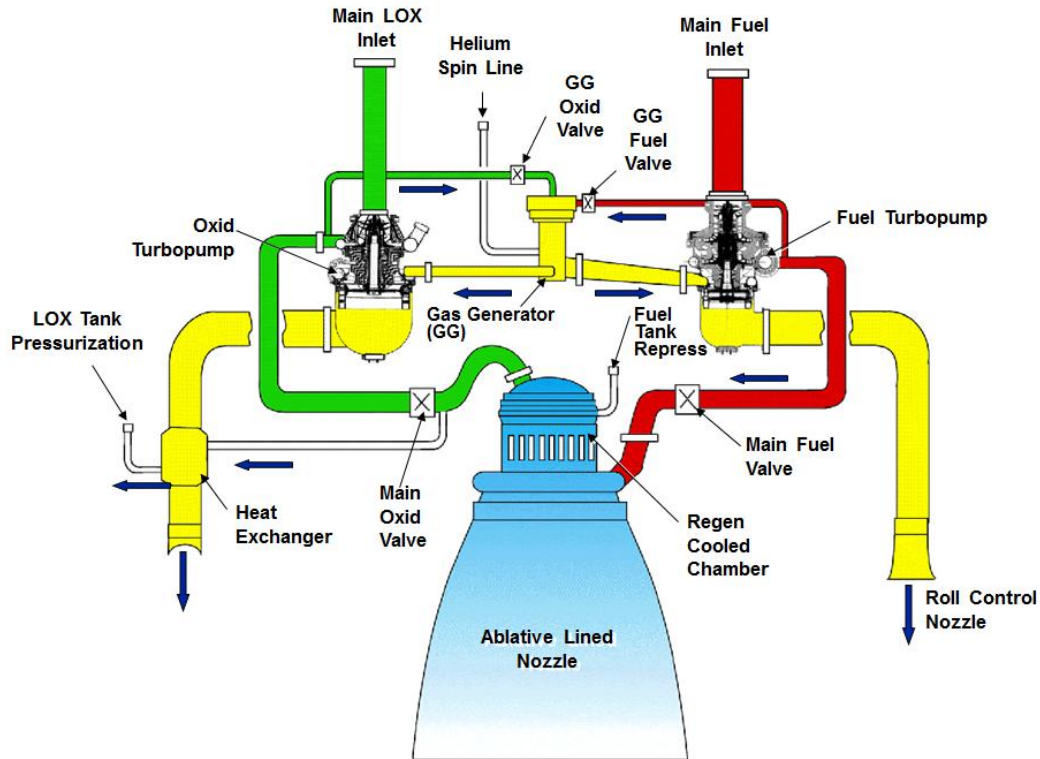 Main LOX
Inlet
Helium
Spin Line
GG
Oxid
Valve
GG
Fuel
Valve
Main Fuel
Inlet
Oxid
Turbopump
Fuel Turbopump
LOX Tank
Pressurization
Gas Generator
(GG)
Fuel
Tank
Repress
Main Fuel
Valve
Heat
Exchanger
Main
Oxid
Valve
Regen
Cooled
Chamber
Roll Control
Nozzle
Ablative Lined
Nozzle